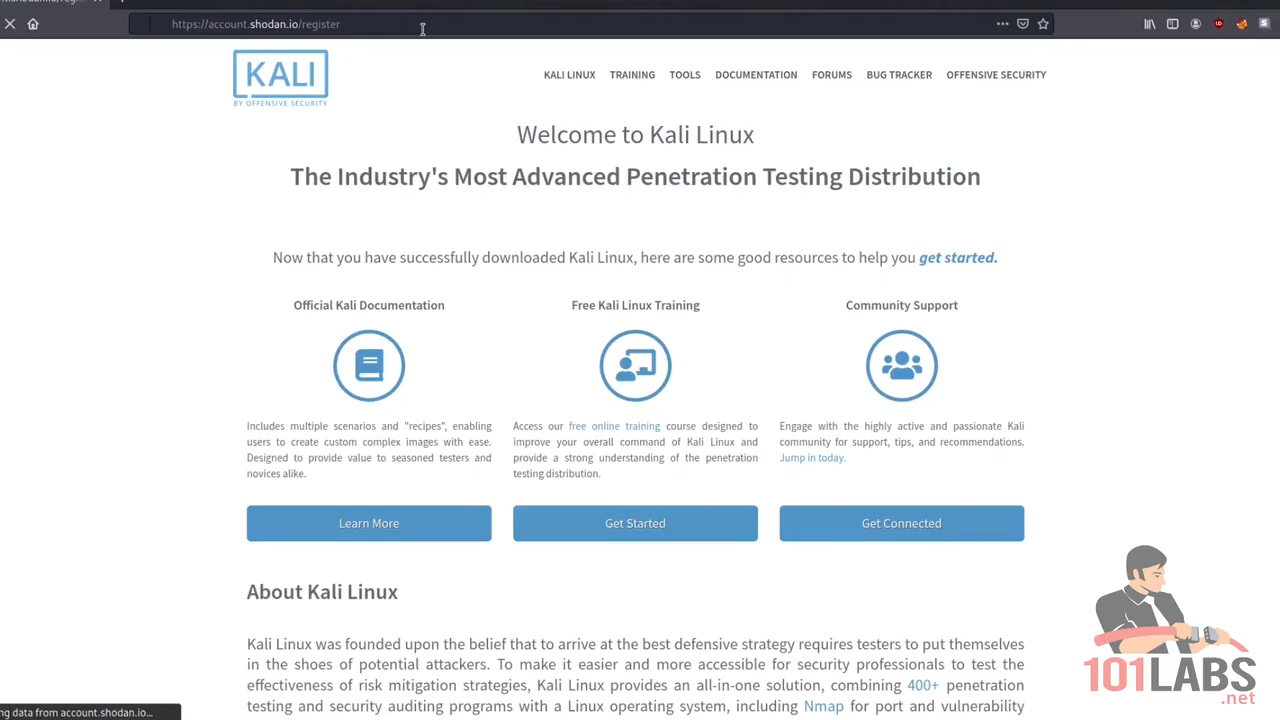 https://account.shodan.io/register
KALI
BY OFFENSIVE SECURITY
KALI LINUX TRAINING TOOLS DOCUMENTATION FORUMS BUG TRACKER OFFENSIVE SECURITY
Welcome to Kali Linux
The Industry's Most Advanced Penetration Testing Distribution
Now that you have successfully downloaded Kali Linux, here are some good resources to help you get started.
Official Kali Documentation
Includes multiple scenarios and "recipes", enabling
users to create custom complex images with ease.
Designed to provide value to seasoned testers and
novices alike.
Learn More
Free Kali Linux Training
Access our free online training course designed to
improve your overall command of Kali Linux and
provide a strong understanding of the penetration
testing distribution.
Get Started
Community Support
Engage with the highly active and passionate Kali
community for support, tips, and recommendations.
Jump in today.
Get Connected
About Kali Linux
Kali Linux was founded upon the belief that to arrive at the best defensive strategy requires testers to put themselves
in the shoes of potential attackers. To make it easier and more accessible for security professionals to test the
effectiveness of risk mitigation strategies, Kali Linux provides an all-in-one solution, combining 400+ penetration
testing and security auditing programs with a Linux operating system, including Nmap for port and vulnerability
data from account.shodan.io...
101LABS
.net